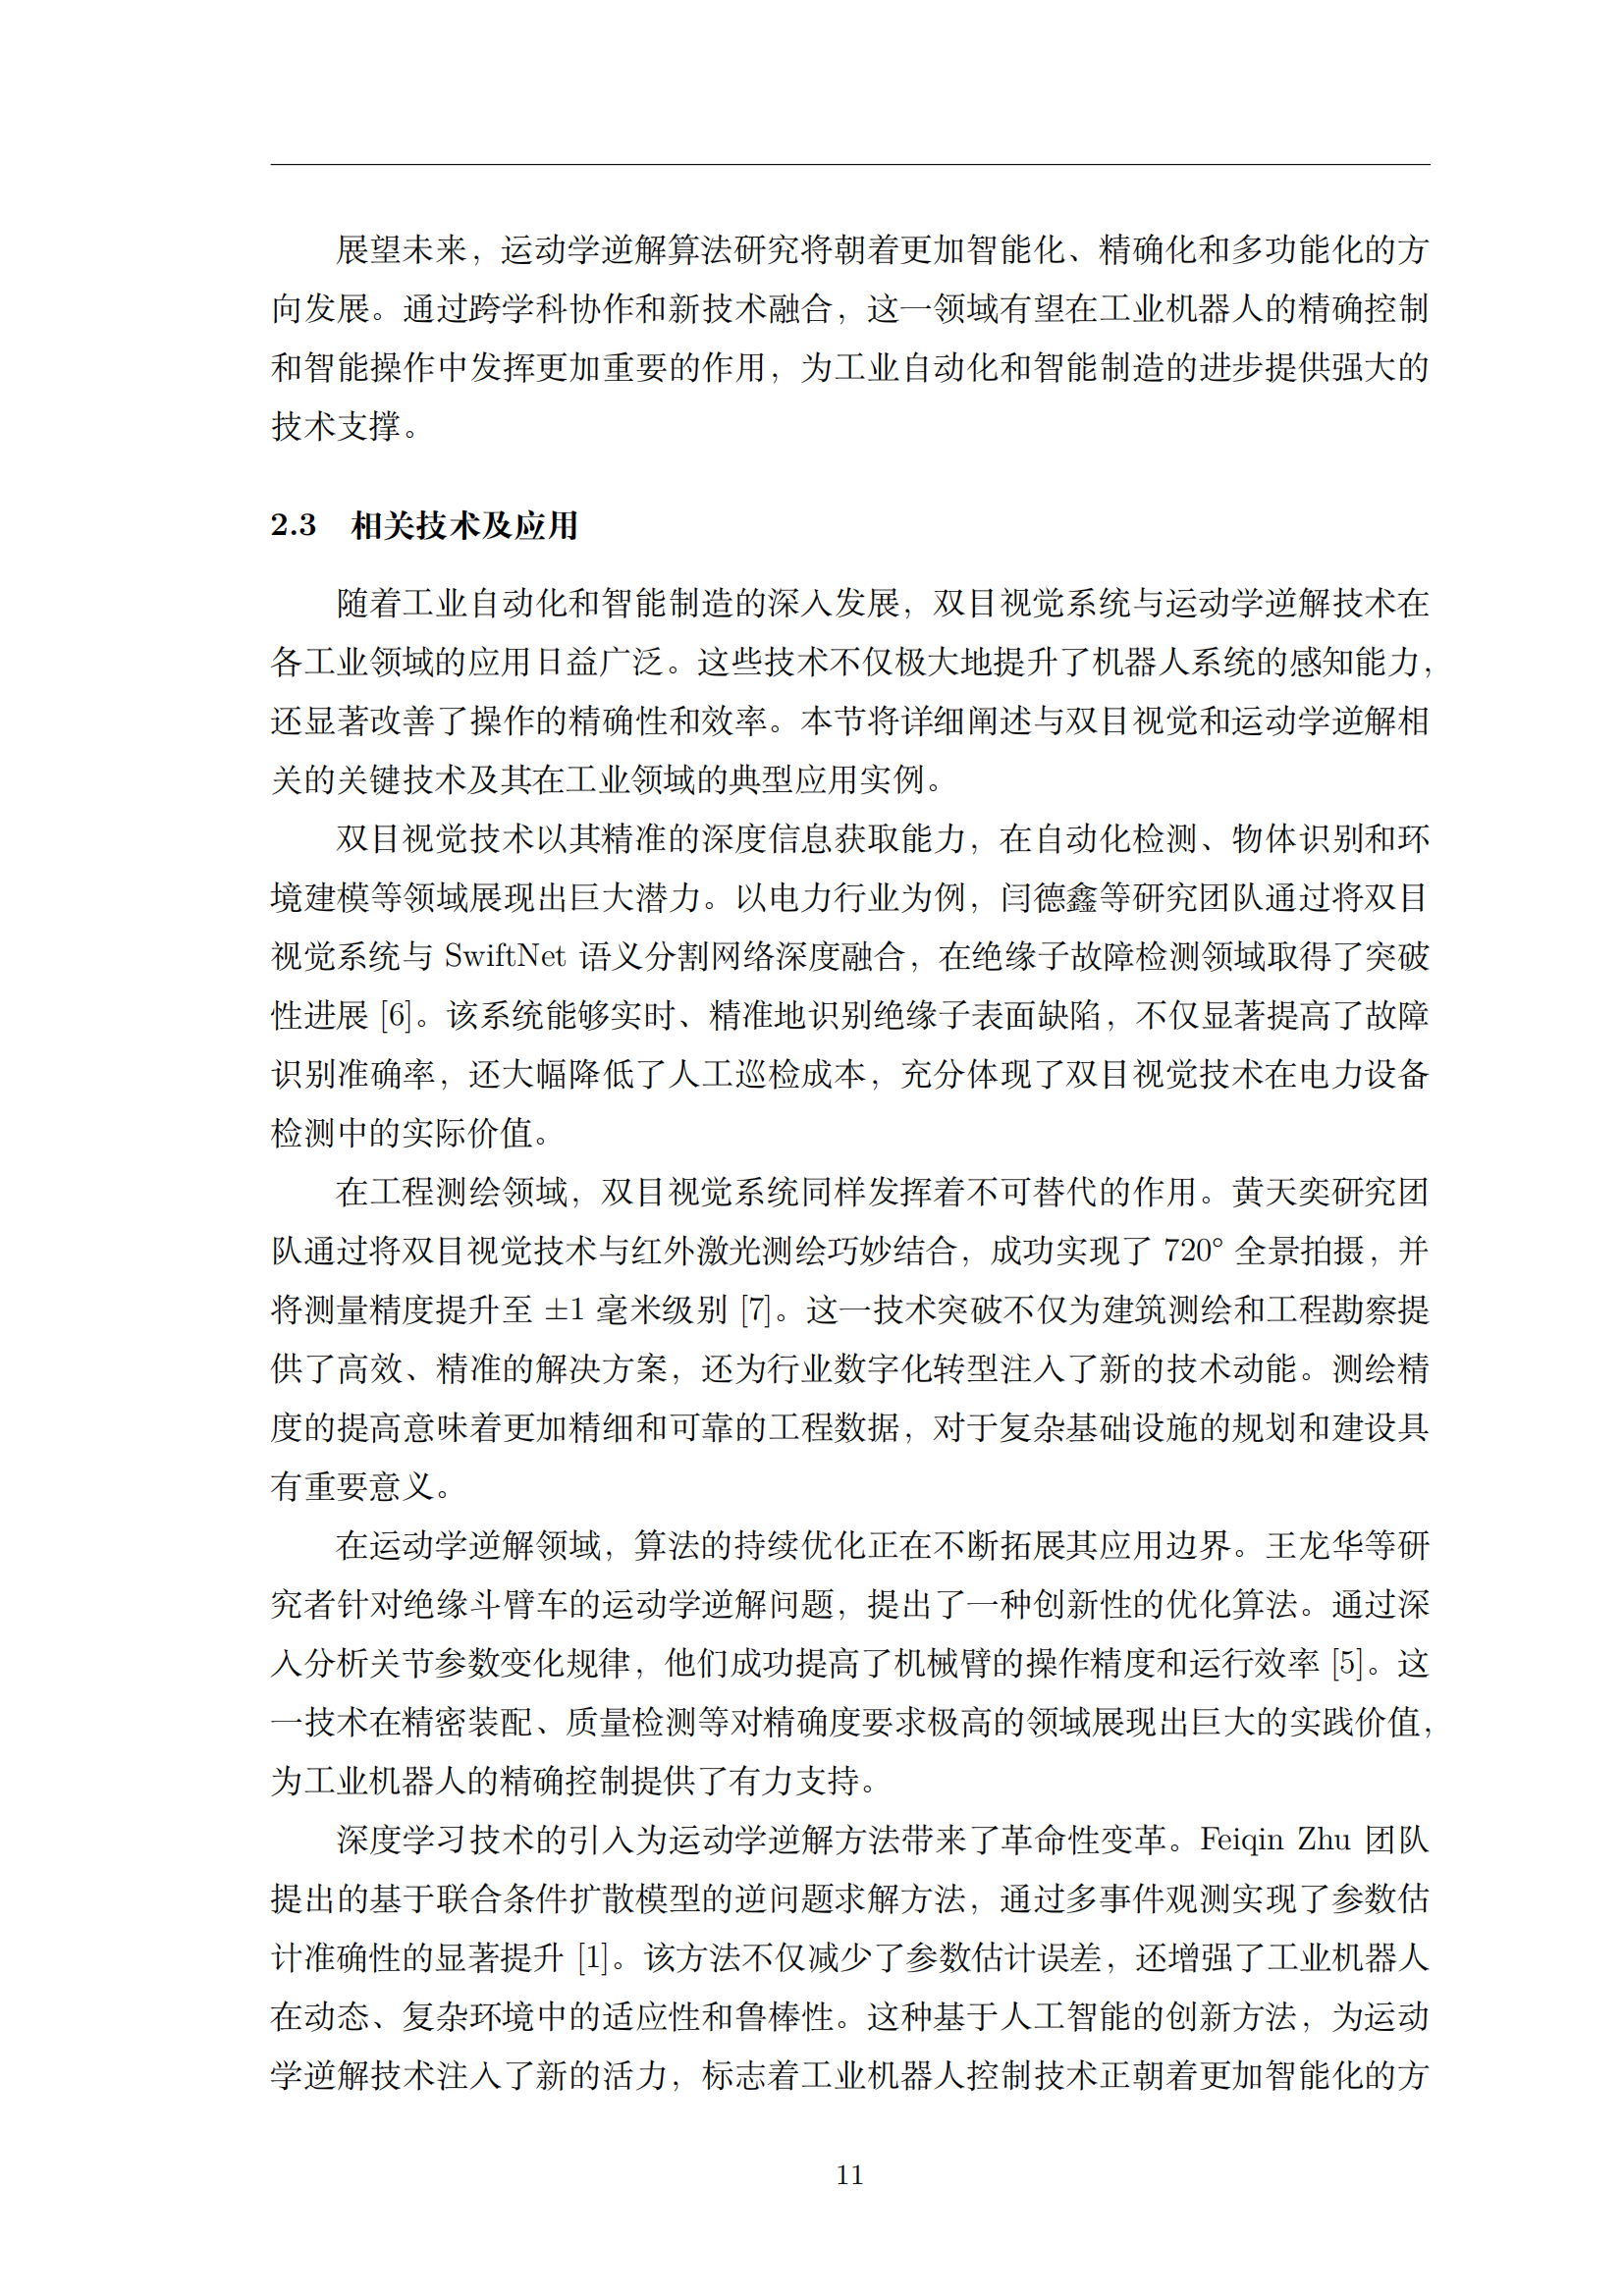 展望未来，运动学逆解算法研究将朝着更加智能化、精确化和多功能化的方
向发展。通过跨学科协作和新技术融合，这一领域有望在工业机器人的精确控制
和智能操作中发挥更加重要的作用，为工业自动化和智能制造的进步提供强大的
技术支撑。
2.3 相关技术及应用
随着工业自动化和智能制造的深入发展，双目视觉系统与运动学逆解技术在
各工业领域的应用日益广泛。这些技术不仅极大地提升了机器人系统的感知能力，
还显著改善了操作的精确性和效率。本节将详细阐述与双目视觉和运动学逆解相
关的关键技术及其在工业领域的典型应用实例。
双目视觉技术以其精准的深度信息获取能力，在自动化检测、物体识别和环
境建模等领域展现出巨大潜力。以电力行业为例，闫德鑫等研究团队通过将双目
视觉系统与 SwiftNet 语义分割网络深度融合，在绝缘子故障检测领域取得了突破
性进展 [6]。该系统能够实时、精准地识别绝缘子表面缺陷，不仅显著提高了故障
识别准确率，还大幅降低了人工巡检成本，充分体现了双目视觉技术在电力设备
检测中的实际价值。
在工程测绘领域，双目视觉系统同样发挥着不可替代的作用。黄天奕研究团
队通过将双目视觉技术与红外激光测绘巧妙结合，成功实现了 720° 全景拍摄，并
将测量精度提升至 ±1 毫米级别 [7]。这一技术突破不仅为建筑测绘和工程勘察提
供了高效、精准的解决方案，还为行业数字化转型注入了新的技术动能。测绘精
度的提高意味着更加精细和可靠的工程数据，对于复杂基础设施的规划和建设具
有重要意义。
在运动学逆解领域，算法的持续优化正在不断拓展其应用边界。王龙华等研
究者针对绝缘斗臂车的运动学逆解问题，提出了一种创新性的优化算法。通过深
入分析关节参数变化规律，他们成功提高了机械臂的操作精度和运行效率 [5]。这
一技术在精密装配、质量检测等对精确度要求极高的领域展现出巨大的实践价值，
为工业机器人的精确控制提供了有力支持。
深度学习技术的引入为运动学逆解方法带来了革命性变革。Feiqin Zhu 团队
提出的基于联合条件扩散模型的逆问题求解方法，通过多事件观测实现了参数估
计准确性的显著提升 [1]。该方法不仅减少了参数估计误差，还增强了工业机器人
在动态、复杂环境中的适应性和鲁棒性。这种基于人工智能的创新方法，为运动
学逆解技术注入了新的活力，标志着工业机器人控制技术正朝着更加智能化的方
11